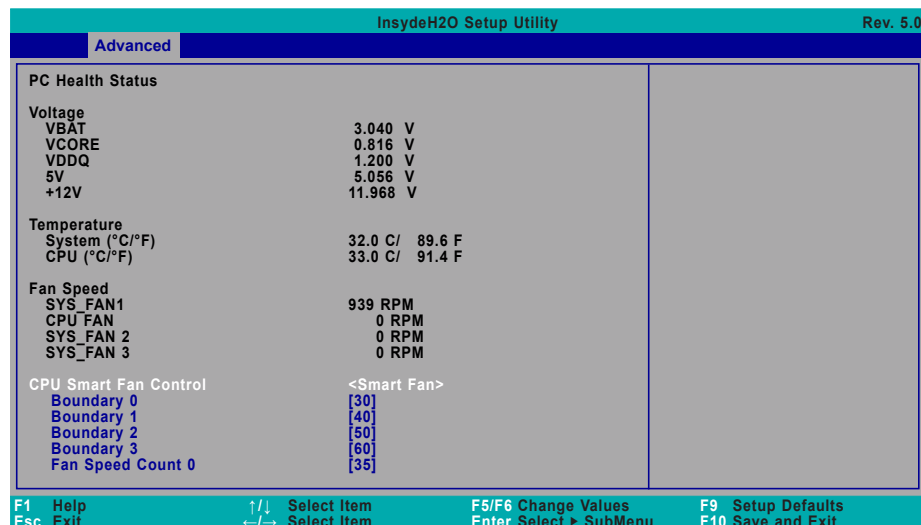 InsydeH2O Setup Utility Rev. 5.0
Advanced
PC Health Status
Voltage
VBAT 3.040 V
VCORE 0.816 V
VDDQ 1.200 V
5V 5.056 V
+12V 11.968 V
Temperature
System (°C/°F) 32.0 C/ 89.6 F
CPU (°C/°F) 33.0 C/ 91.4 F
Fan Speed
SYS_FAN1 939 RPM
CPU FAN 0 RPM
SYS_FAN 2 0 RPM
SYS_FAN 3 0 RPM
CPU Smart Fan Control <Smart Fan>
Boundary 0 [30]
Boundary 1 [40]
Boundary 2 [50]
Boundary 3 [60]
Fan Speed Count 0 [35]
F1 Help ↑/↓ Select Item F5/F6 Change Values F9 Setup Defaults
Esc Exit ←/→ Select Item Enter Select ▶ SubMenu F10 Save and Exit